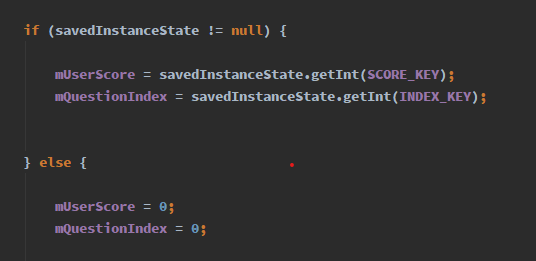 if (savedInstanceState != null) {
mUserScore = savedInstanceState.getInt(SCORE_KEY);
mQuestionIndex = savedInstanceState.getInt(INDEX_KEY);
} else {
mUserScore = 0;
mQuestionIndex = 0;